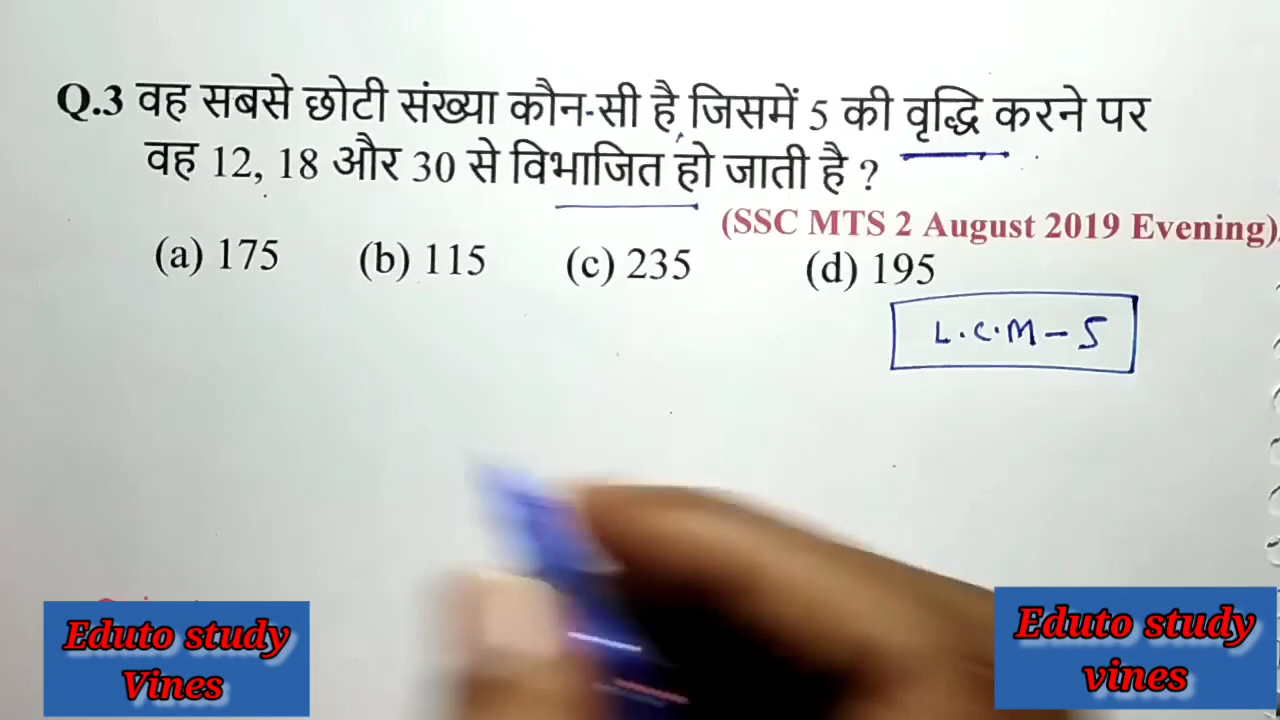 Q.3 वह सबसे छोटी संख्या कौन-सी है जिसमें 5 की वृद्धि करने पर
वह 12, 18 और 30 से विभाजित हो जाती है ?
(SSC MTS 2 August 2019 Evening)
(a) 175 (b) 115 (c) 235 (d) 195
L.C.M - 5
Eduto study
Vines
Eduto study
vines